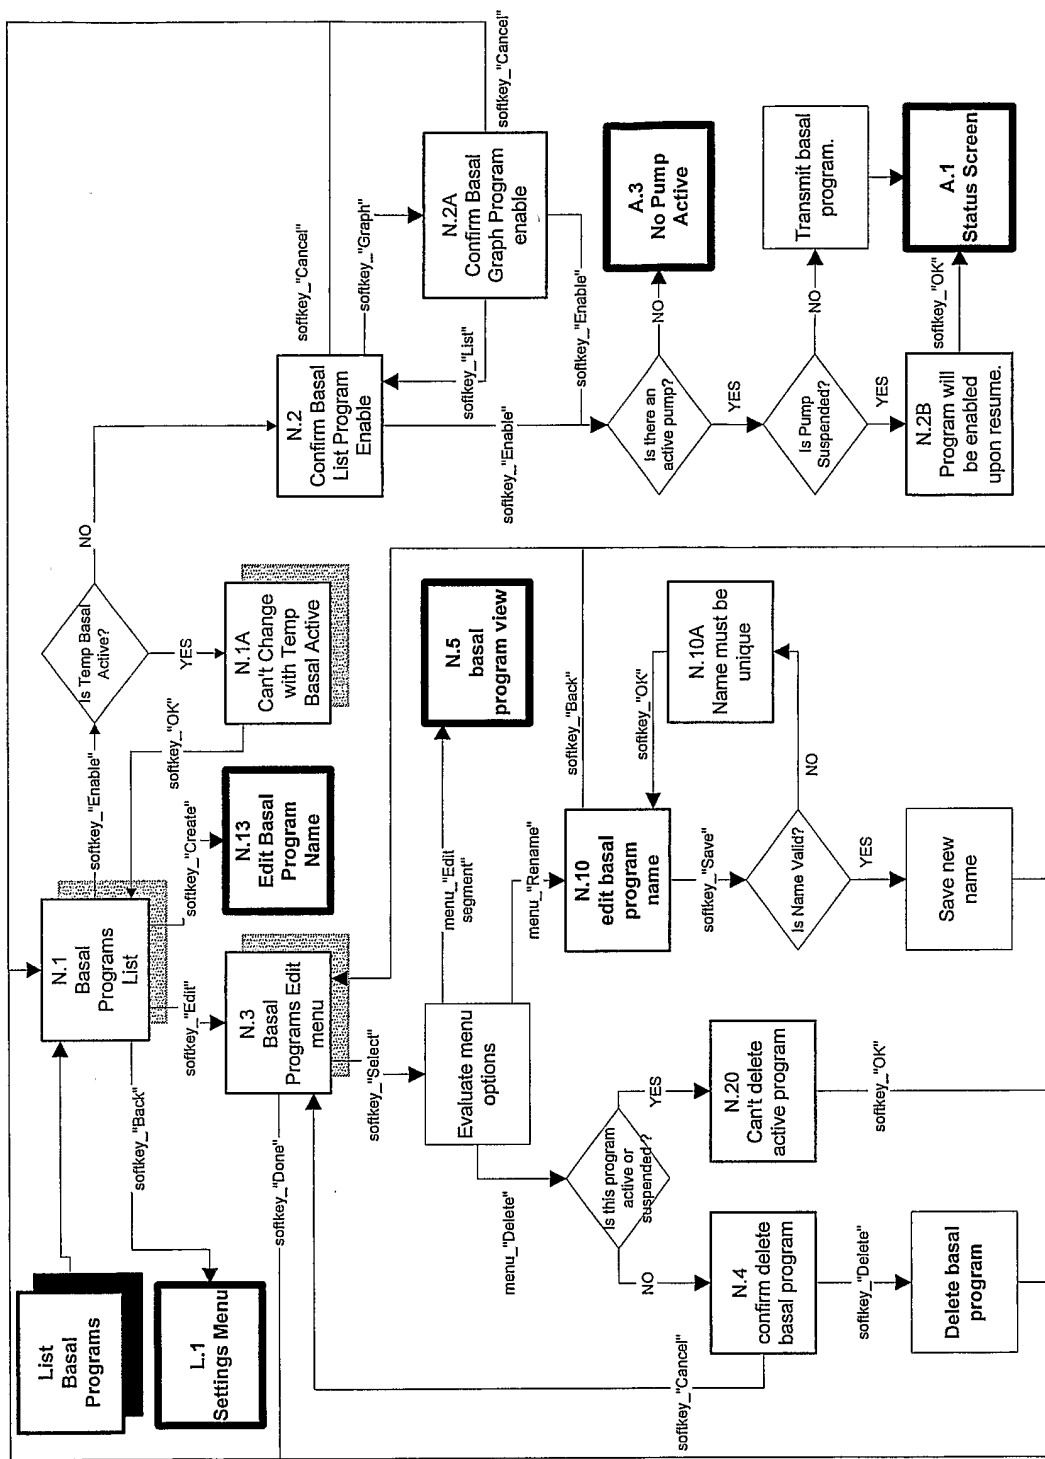 List
Basal
Programs
L.1
Settings Menu
softkey_"Back"
N.1
Basal
Programs
List
softkey_"Enable"
Is Temp Basal
Active?
NO
YES
N.1A
Can't Change
with Temp
Basal Active
softkey_"OK"
softkey_"Create"
N.13
Edit Basal
Program
Name
softkey_"Edit"
N.3
Basal
Programs Edit
menu
softkey_"Done"
softkey_"Select"
N.2
Confirm Basal
List Program
Enable
softkey_"Cancel"
softkey_"Graph"
N.2A
Confirm Basal
Graph Program
enable
softkey_"Cancel"
softkey_"List"
softkey_"Enable"
softkey_"Enable"
Is there an
active pump?
NO
A.3
No Pump
Active
YES
Is Pump
Suspended?
NO
Transmit basal
program.
YES
N.2B
Program will
be enabled
upon resume.
softkey_"OK"
A.1
Status Screen
Evaluate menu
options
menu_"Edit
segment"
N.5
basal
program view
menu_"Rename"
N.10
edit basal
program
name
softkey_"Back"
softkey_"OK"
softkey_"Save"
Is Name Valid?
NO
N.10A
Name must be
unique
YES
Save new
name
menu_"Delete"
Is this program
active or
suspended ?
YES
N.20
Can't delete
active program
softkey_"OK"
NO
N.4
confirm delete
basal program
softkey_"Cancel"
softkey_"Delete"
Delete basal
program